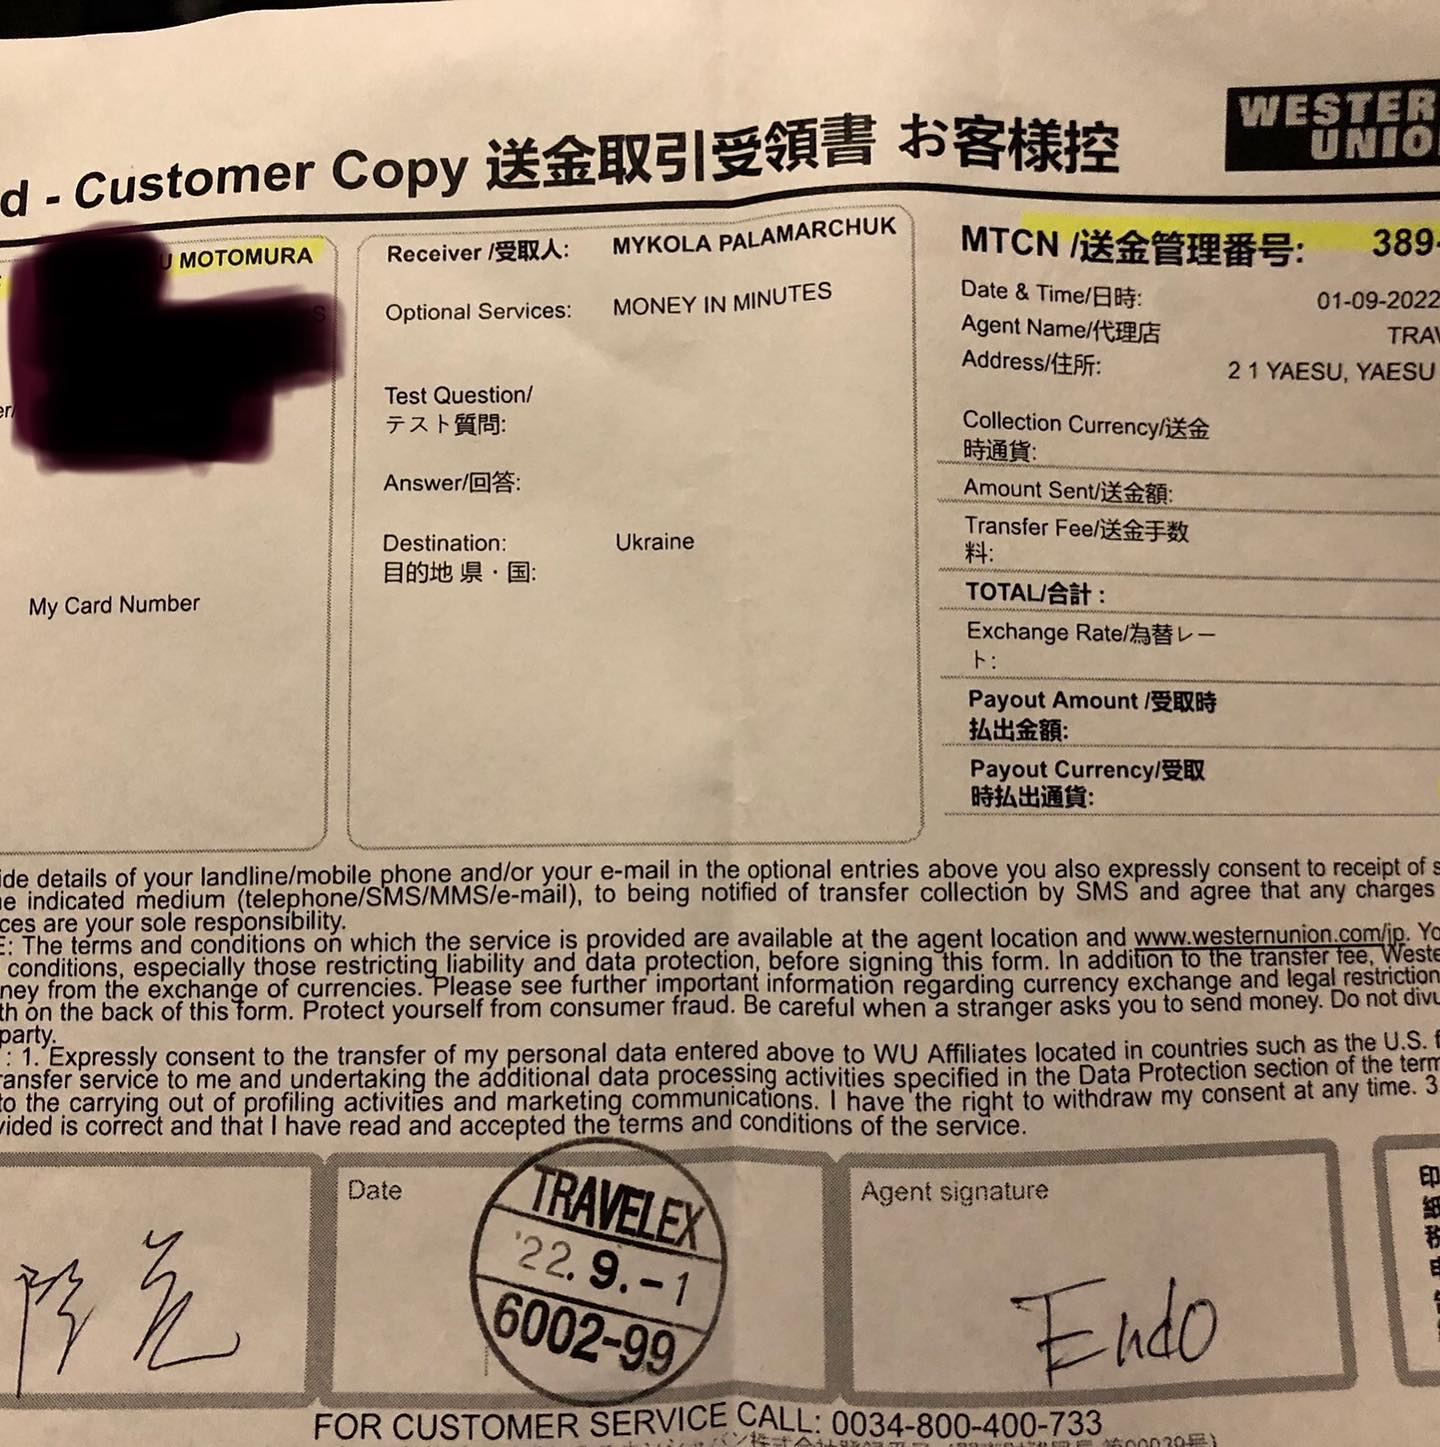 d - Customer Copy 送金取引受領書 お客様控
WESTER
UNIO
U MOTOMURA
S
er/
My Card Number
Receiver /受取人: MYKOLA PALAMARCHUK
Optional Services: MONEY IN MINUTES
Test Question/
テスト質問:
Answer/回答:
Destination: Ukraine
目的地 県・国:
MTCN /送金管理番号: 389-
Date & Time/日時: 01-09-2022
Agent Name/代理店 TRAV
Address/住所: 2 1 YAESU, YAESU
Collection Currency/送金
時通貨:
Amount Sent/送金額:
Transfer Fee/送金手数
料:
TOTAL/合計 :
Exchange Rate/為替レー
ト:
Payout Amount /受取時
払出金額:
Payout Currency/受取
時払出通貨:
ide details of your landline/mobile phone and/or your e-mail in the optional entries above you also expressly consent to receipt of s
he indicated medium (telephone/SMS/MMS/e-mail), to being notified of transfer collection by SMS and agree that any charges
ces are your sole responsibility.
E: The terms and conditions on which the service is provided are available at the agent location and www.westernunion.com/jp. Yo
conditions, especially those restricting liability and data protection, before signing this form. In addition to the transfer fee, Weste
ney from the exchange of currencies. Please see further important information regarding currency exchange and legal restriction
th on the back of this form. Protect yourself from consumer fraud. Be careful when a stranger asks you to send money. Do not divu
party.
: 1. Expressly consent to the transfer of my personal data entered above to WU Affiliates located in countries such as the U.S. f
ransfer service to me and undertaking the additional data processing activities specified in the Data Protection section of the term
to the carrying out of profiling activities and marketing communications. I have the right to withdraw my consent at any time. 3
vided is correct and that I have read and accepted the terms and conditions of the service.
Date
TRAVELEX
'22. 9. -1
6002-99
Agent signature
Endo
印
紙
税
申
FOR CUSTOMER SERVICE CALL: 0034-800-400-733